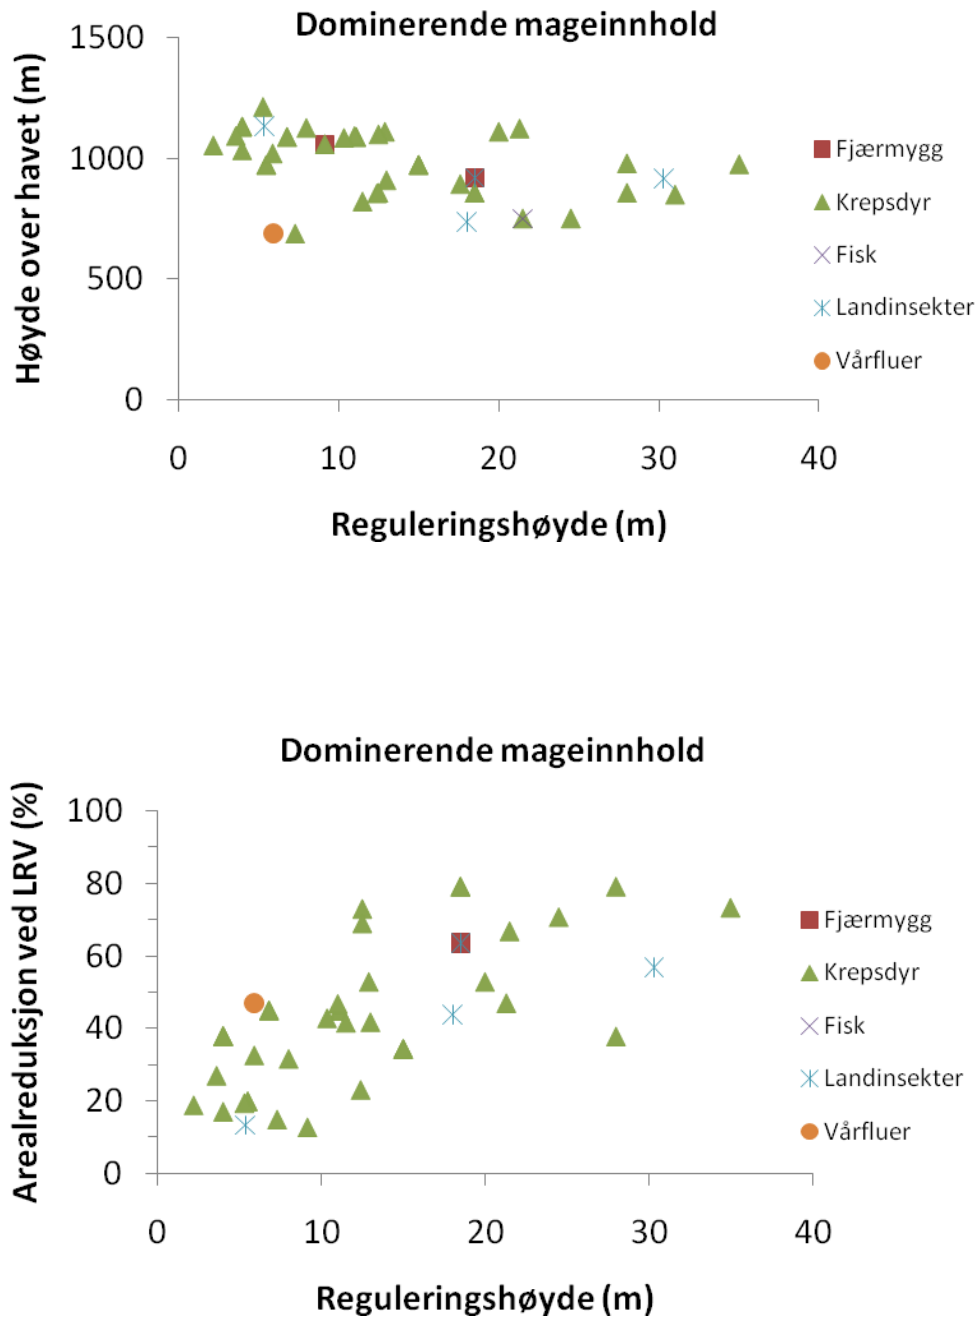 Dominerende mageinnhold
Høyde over havet (m)
1500
1000
500
0
0 10 20 30 40
Reguleringshøyde (m)
Fjærmygg
Krepsdyr
Fisk
Landinsekter
Vårfluer
Dominerende mageinnhold
Arealreduksjon ved LRV (%)
100
80
60
40
20
0
0 10 20 30 40
Reguleringshøyde (m)
Fjærmygg
Krepsdyr
Fisk
Landinsekter
Vårfluer